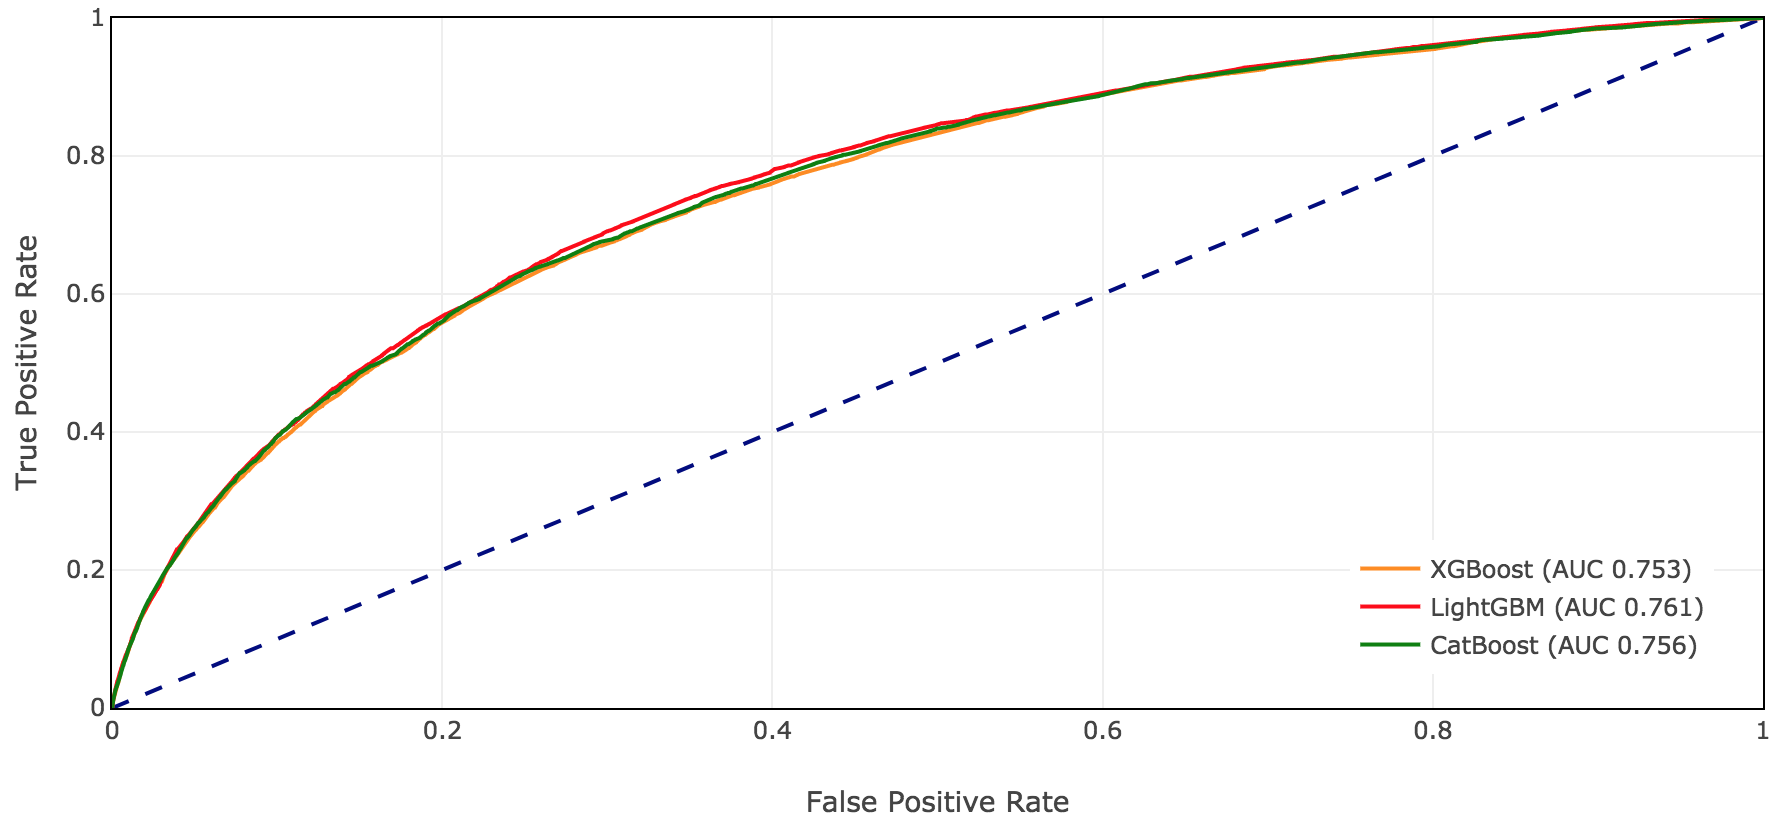 1
0.8
0.6
0.4
0.2
0
True Positive Rate
XGBoost (AUC 0.753)
LightGBM (AUC 0.761)
CatBoost (AUC 0.756)
0 0.2 0.4 0.6 0.8 1
False Positive Rate